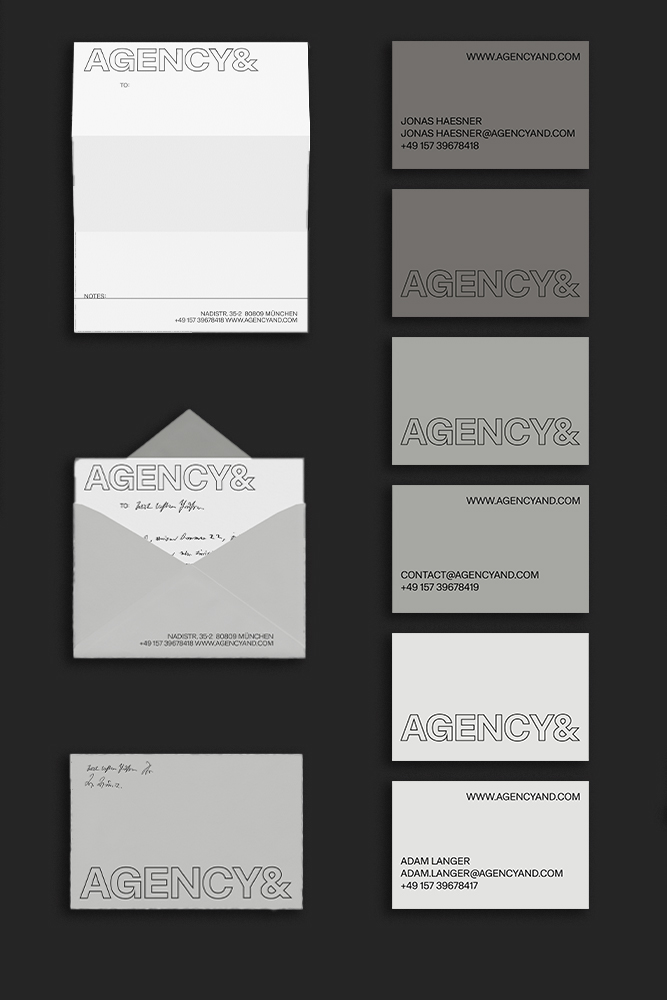 AGENCY&
TO:
NOTES:
NADISTR. 35-2 80809 MÜNCHEN
+49 157 39678418 WWW.AGENCYAND.COM
AGENCY&
TO:
NADISTR. 35-2 80809 MÜNCHEN
+49 157 39678418 WWW.AGENCYAND.COM
AGENCY&
WWW.AGENCYAND.COM
JONAS HAESNER
JONAS HAESNER@AGENCYAND.COM
+49 157 39678418
AGENCY&
AGENCY&
WWW.AGENCYAND.COM
CONTACT@AGENCYAND.COM
+49 157 39678419
AGENCY&
WWW.AGENCYAND.COM
ADAM LANGER
ADAM.LANGER@AGENCYAND.COM
+49 157 39678417